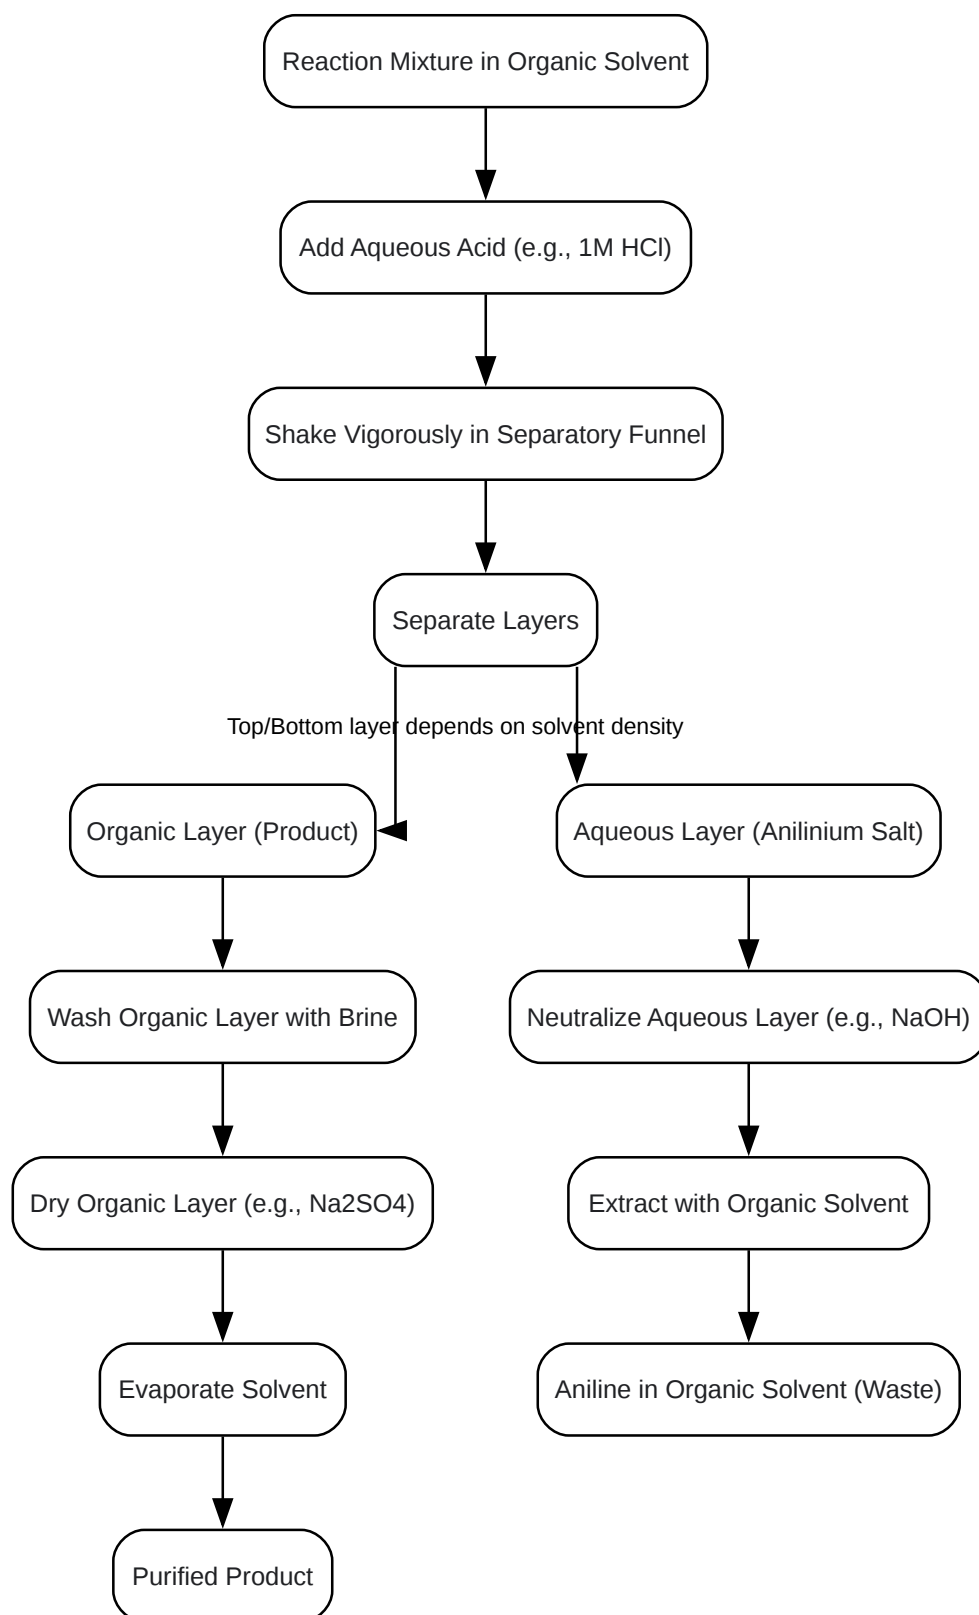 Reaction Mixture in Organic Solvent
Add Aqueous Acid (e.g., 1M HCl)
Shake Vigorously in Separatory Funnel
Separate Layers
Top/Bottom layer depends on solvent density
Organic Layer (Product)
Aqueous Layer (Anilinium Salt)
Wash Organic Layer with Brine
Neutralize Aqueous Layer (e.g., NaOH)
Dry Organic Layer (e.g., Na2SO4)
Extract with Organic Solvent
Evaporate Solvent
Aniline in Organic Solvent (Waste)
Purified Product